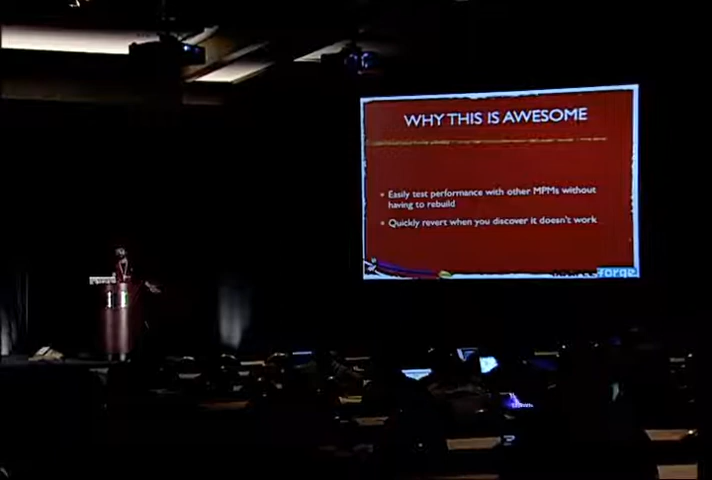 WHY THIS IS AWESOME
Easily test performance with other MPMs without
having to rebuild
Quickly revert when you discover it doesn't work
sourceforge